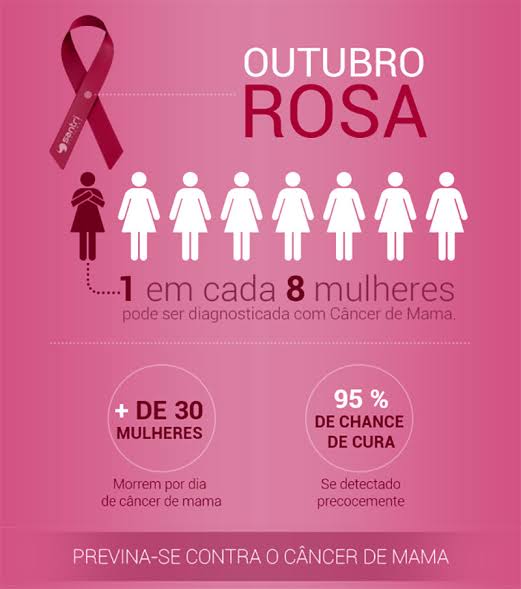 OUTUBRO
ROSA
santri
1 em cada 8 mulheres
pode ser diagnosticada com Câncer de Mama.
+ DE 30
MULHERES
Morrem por dia
de câncer de mama
95 %
DE CHANCE
DE CURA
Se detectado
precocemente
PREVINA-SE CONTRA O CÂNCER DE MAMA